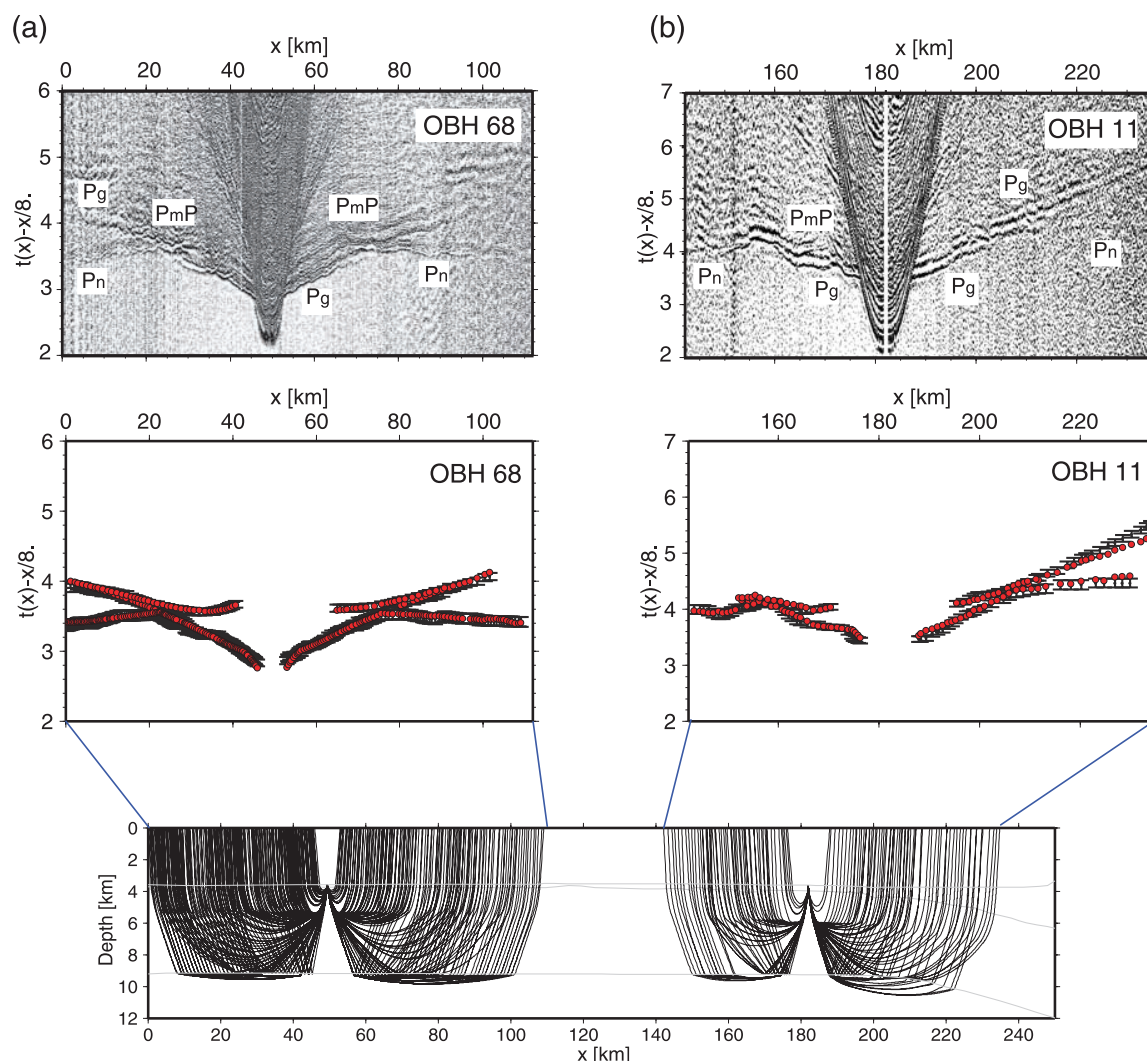 (a)
(b)
x [km]
0 20 40 60 80 100
6
5
4
3
2
t(x)-x/8.
OBH 68
Pg
PmP
PmP
Pn
Pg
Pn
x [km]
160 180 200 220
7
6
5
4
3
2
t(x)-x/8.
OBH 11
Pg
PmP
Pn
Pn
Pg
Pg
x [km]
0 20 40 60 80 100
6
5
4
3
2
t(x)-x/8.
OBH 68
x [km]
160 180 200 220
7
6
5
4
3
2
t(x)-x/8.
OBH 11
0
2
4
6
8
10
12
Depth [km]
0 20 40 60 80 100 120 140 160 180 200 220 240
x [km]